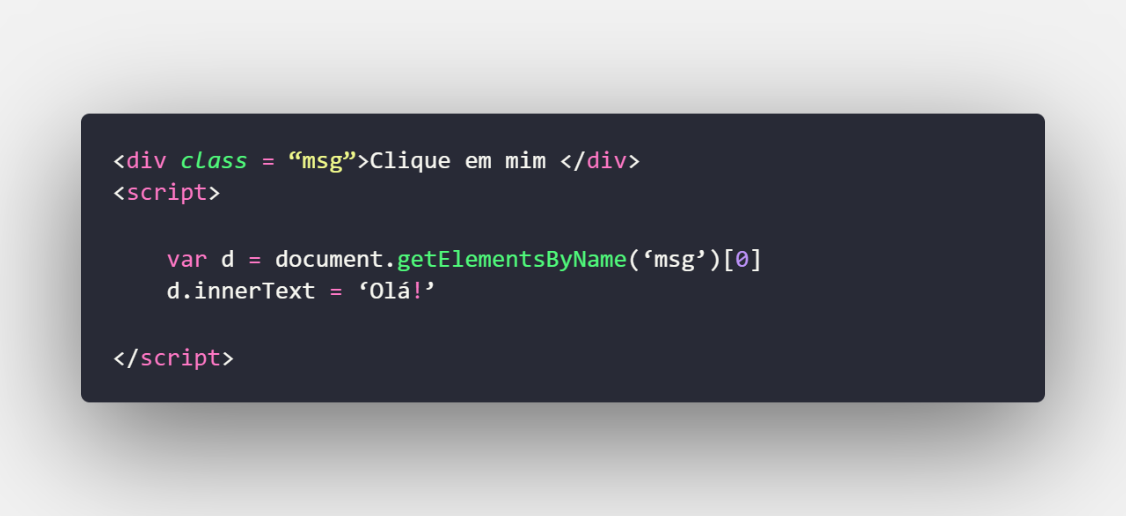 <div class = “msg”>Clique em mim </div>
<script>
var d = document.getElementsByName(‘msg’)[0]
d.innerText = ‘Olá!’
</script>